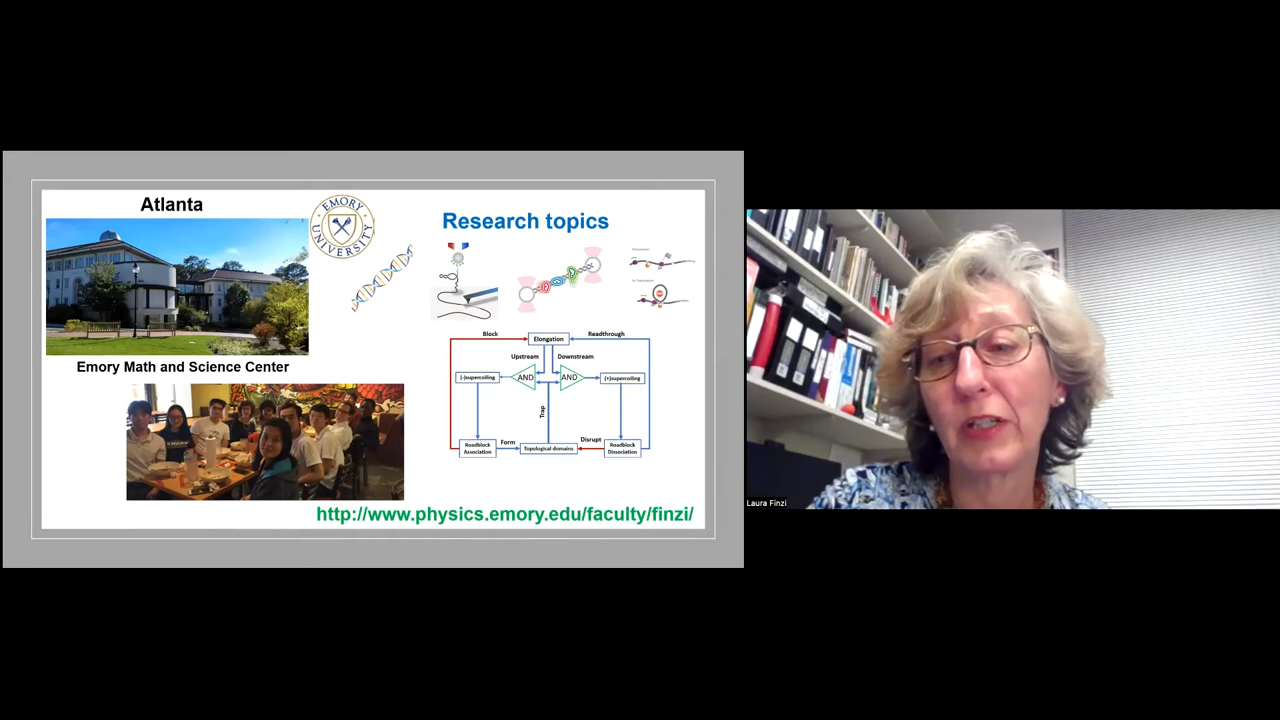 Atlanta
EMORY
UNIVERSITY
Research topics
Emory Math and Science Center
Block
Elongation
Readthrough
Upstream
Downstream
(-)supercoiling
AND
AND
(+)supercoiling
Trap
Roadblock
Association
Form
Topological domains
Disrupt
Roadblock
Dissociation
http://www.physics.emory.edu/faculty/finzi/
Laura Finzi